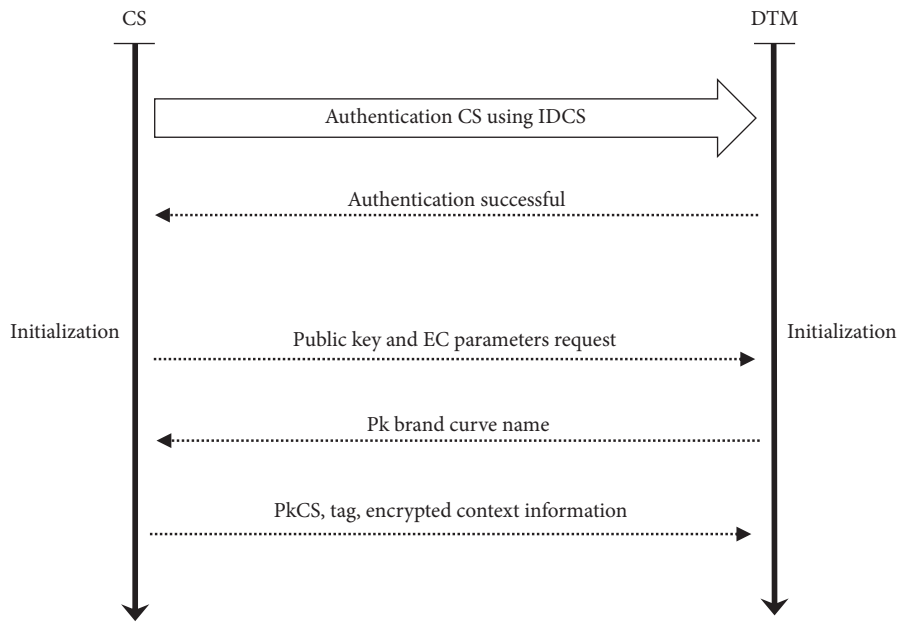 CS
DTM
Authentication CS using IDCS
Authentication successful
Initialization
Initialization
Public key and EC parameters request
Pk brand curve name
PkCS, tag, encrypted context information